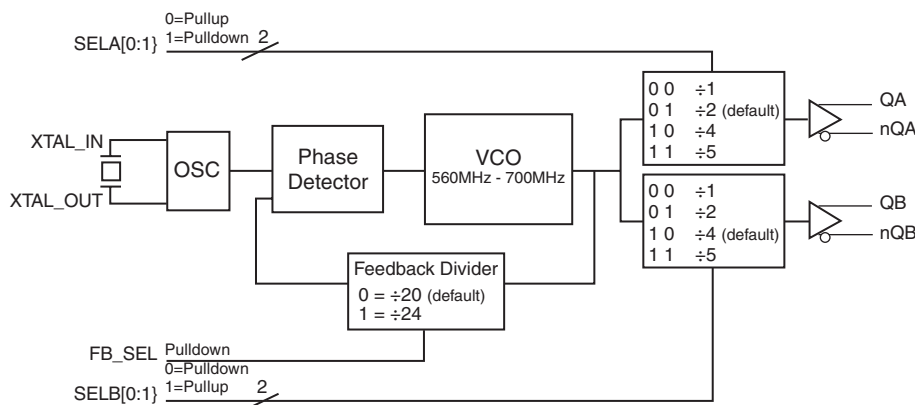 0=Pullup
SELA[0:1] 1=Pulldown 2
0 0 ÷1
0 1 ÷2 (default)
1 0 ÷4
1 1 ÷5
QA
nQA
XTAL_IN
XTAL_OUT
OSC
Phase
Detector
VCO
560MHz - 700MHz
0 0 ÷1
0 1 ÷2
1 0 ÷4 (default)
1 1 ÷5
QB
nQB
Feedback Divider
0 = ÷20 (default)
1 = ÷24
FB_SEL Pulldown
0=Pulldown
SELB[0:1} 1=Pullup 2